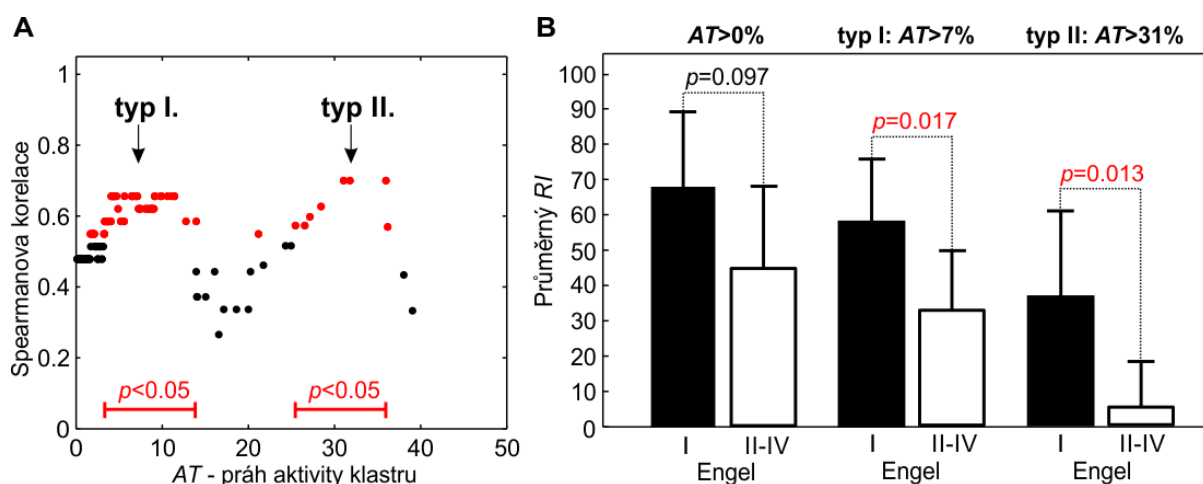 A
Spearmanova korelace
1
0.8
0.6
0.4
0.2
0
typ I.
typ II.
p<0.05
p<0.05
0
10
20
30
40
50
AT - práh aktivity klastru
B
AT>0%
typ I: AT>7%
typ II: AT>31%
Průměrný RI
100
90
80
70
60
50
40
30
20
10
0
p=0.097
p=0.017
p=0.013
I
II-IV
I
II-IV
I
II-IV
Engel
Engel
Engel